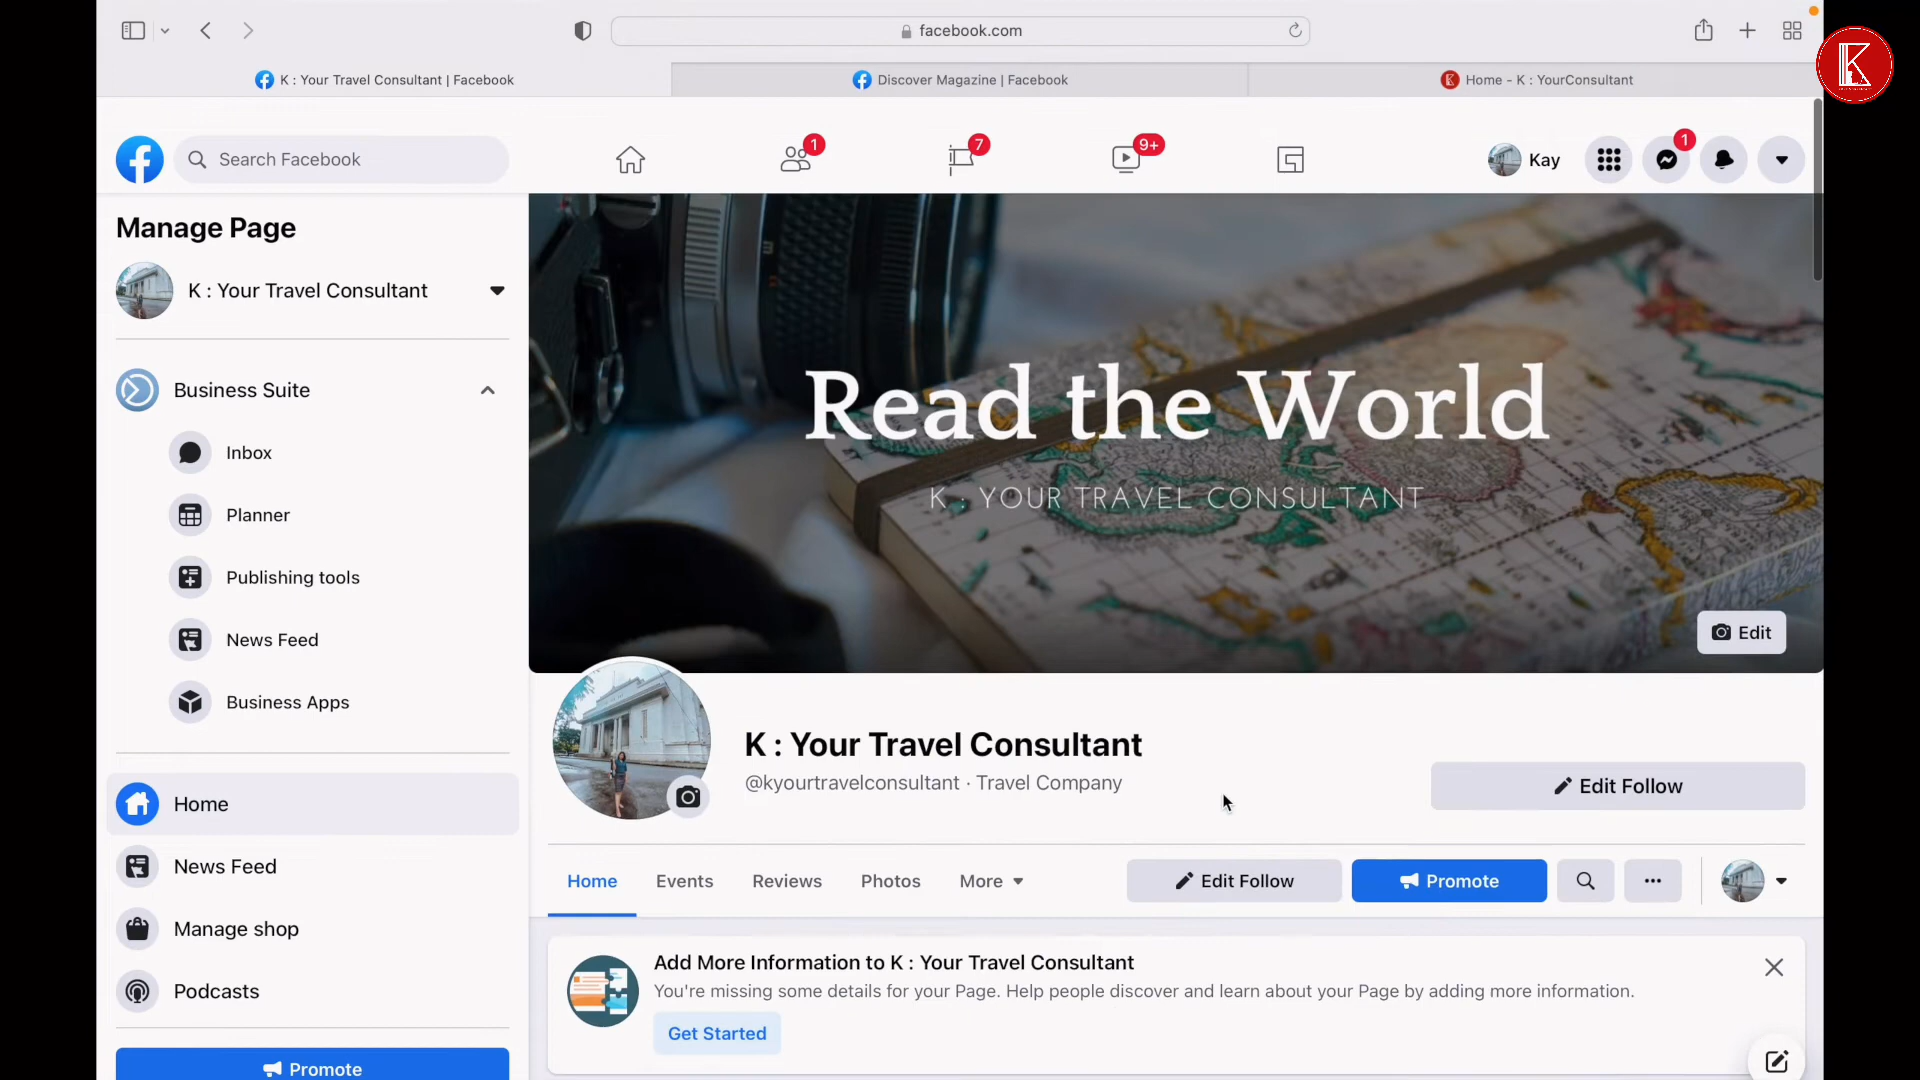 facebook.com
K : Your Travel Consultant | Facebook
Discover Magazine | Facebook
Home - K : YourConsultant
K
Search Facebook
1
7
9+
Kay
1
Manage Page
K : Your Travel Consultant
Business Suite
Inbox
Planner
Publishing tools
News Feed
Business Apps
Home
News Feed
Manage shop
Podcasts
Promote
Read the World
K : YOUR TRAVEL CONSULTANT
Edit
K : Your Travel Consultant
@kyourtravelconsultant · Travel Company
Edit Follow
Home
Events
Reviews
Photos
More
Edit Follow
Promote
Add More Information to K : Your Travel Consultant
You're missing some details for your Page. Help people discover and learn about your Page by adding more information.
Get Started